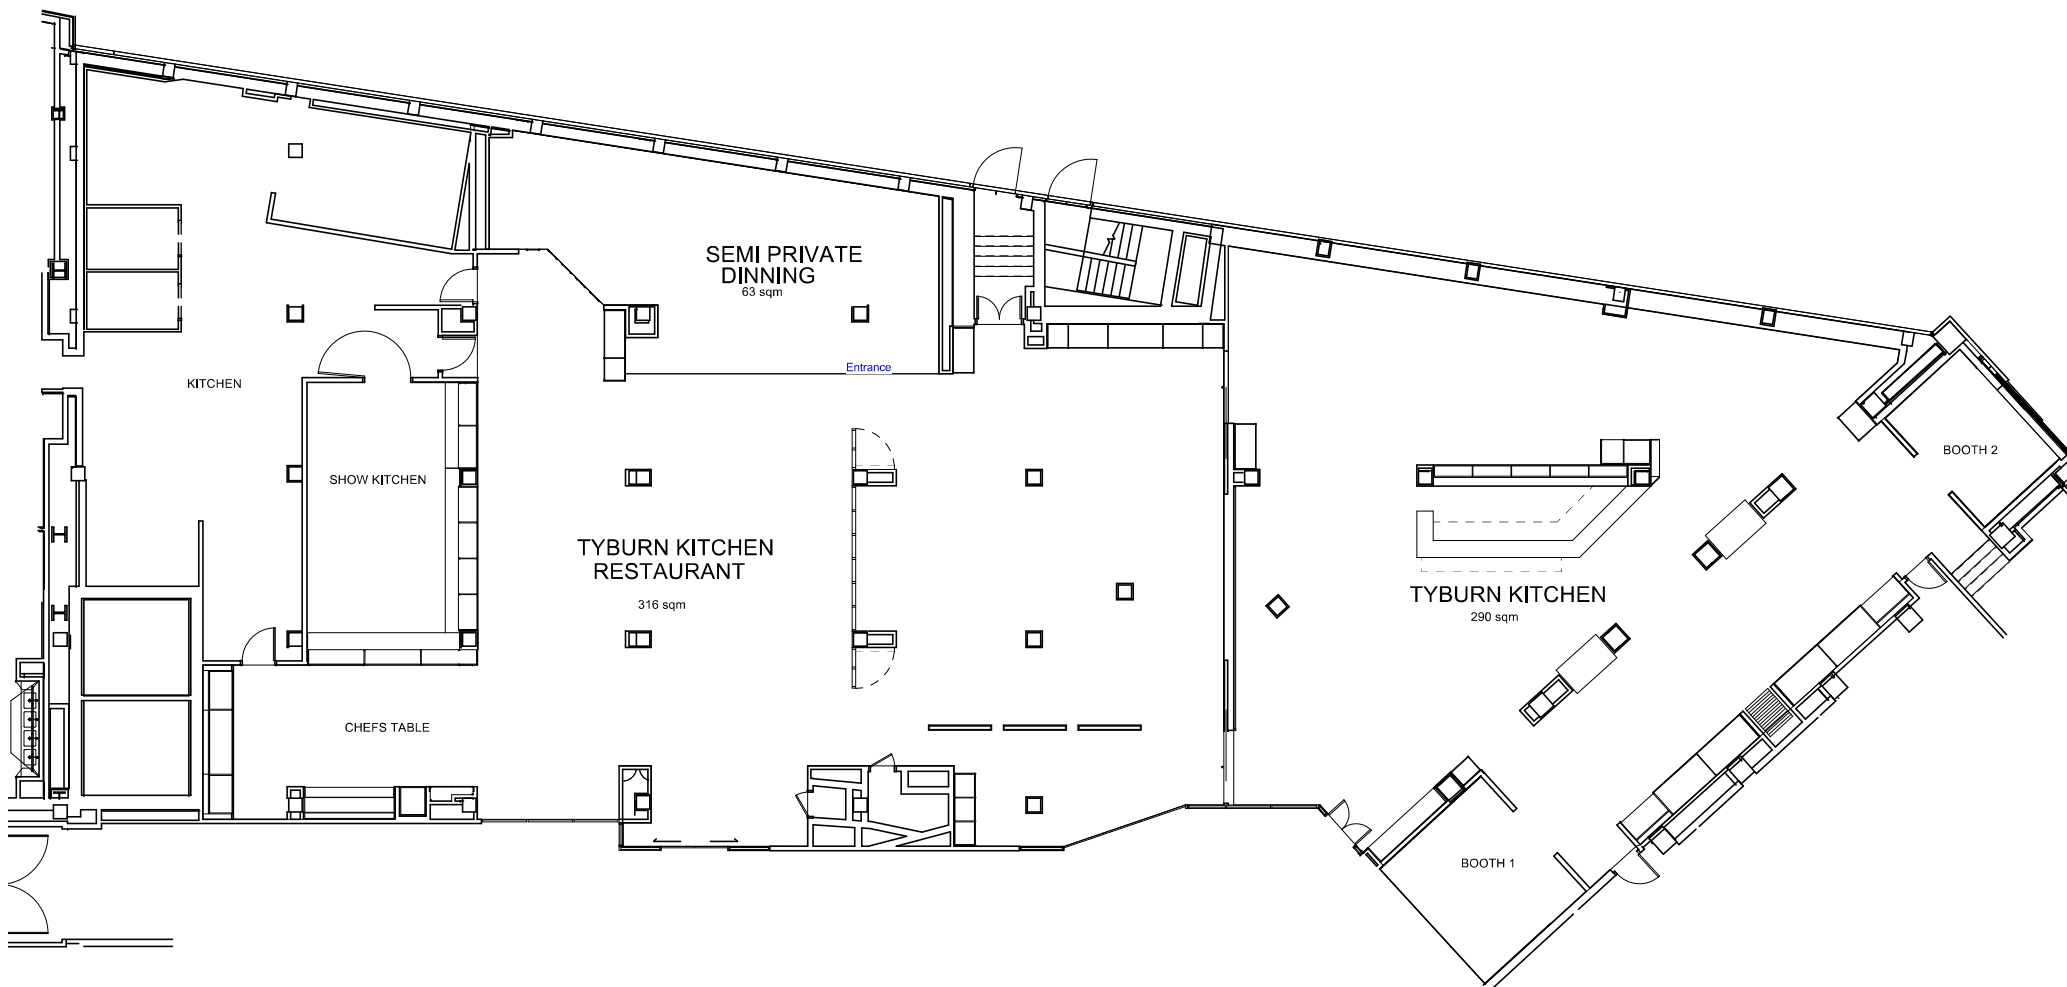 SEMI PRIVATE
DINNING
63 sqm
Entrance
KITCHEN
SHOW KITCHEN
BOOTH 2
TYBURN KITCHEN
RESTAURANT
316 sqm
TYBURN KITCHEN
290 sqm
CHEFS TABLE
BOOTH 1